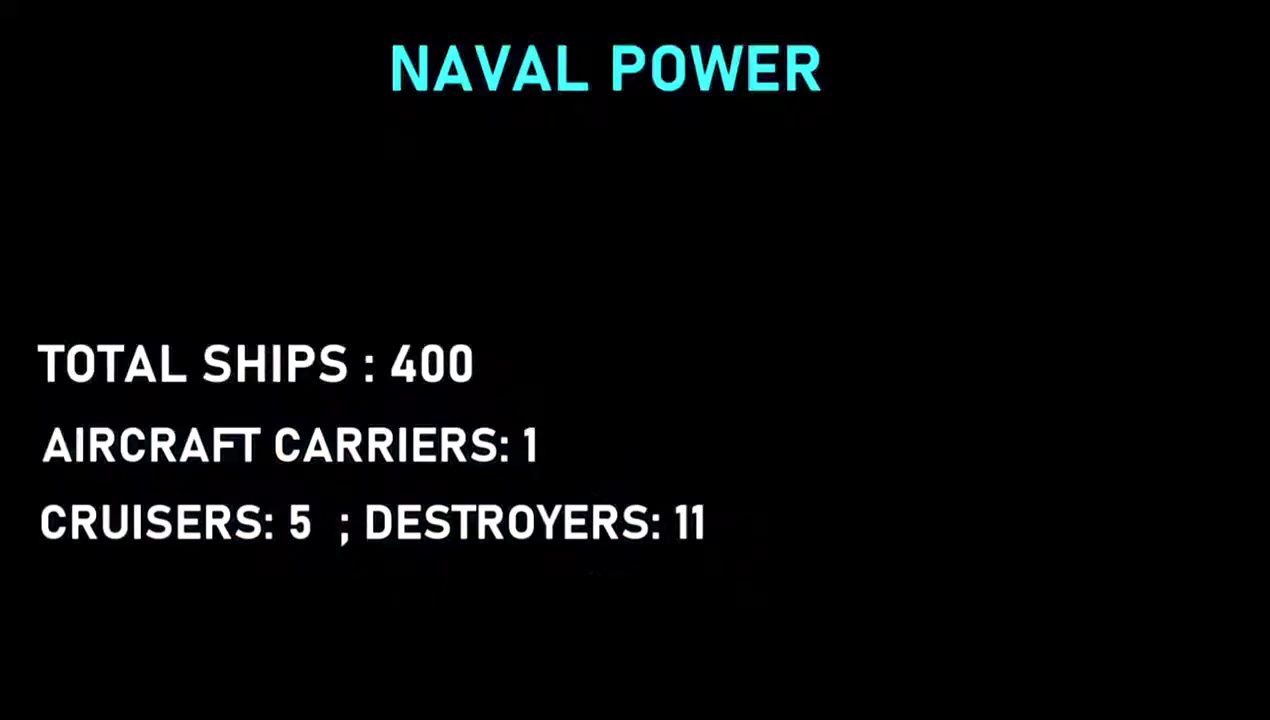 NAVAL POWER
TOTAL SHIPS : 400
AIRCRAFT CARRIERS: 1
CRUISERS: 5 ; DESTROYERS: 11